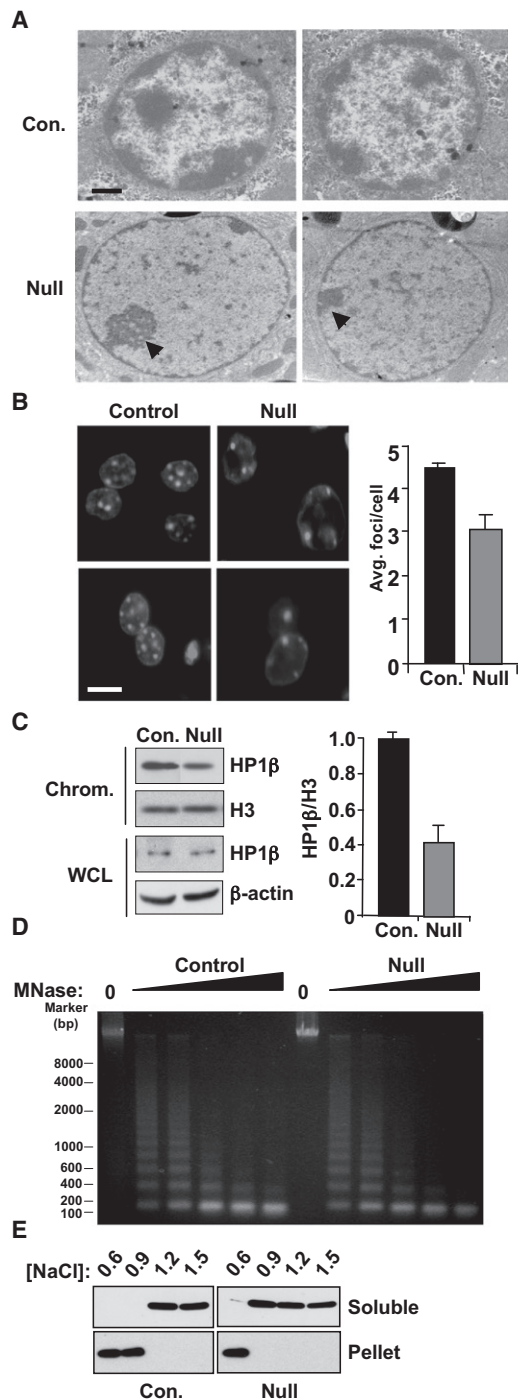 A
Con.
Null
B
Control Null
Avg. foci/cell
5
4
3
2
1
0
Con. Null
C
Con. Null
Chrom.
HP1β
H3
WCL
HP1β
β-actin
HP1β/H3
1.0
0.8
0.6
0.4
0.2
0
Con. Null
D
Control Null
MNase: 0 0
Marker
(bp)
8000
4000
2000
1000
600
400
200
100
E
[NaCl]: 0.6 0.9 1.2 1.5 0.6 0.9 1.2 1.5
Soluble
Pellet
Con. Null